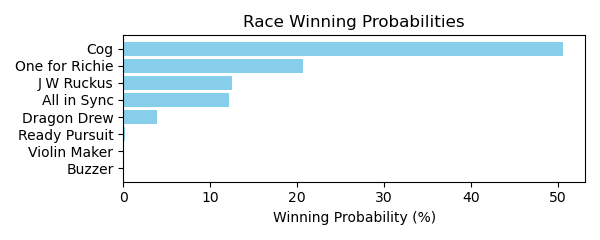 Race Winning Probabilities
Cog
One for Richie
J W Ruckus
All in Sync
Dragon Drew
Ready Pursuit
Violin Maker
Buzzer
0 10 20 30 40 50
Winning Probability (%)